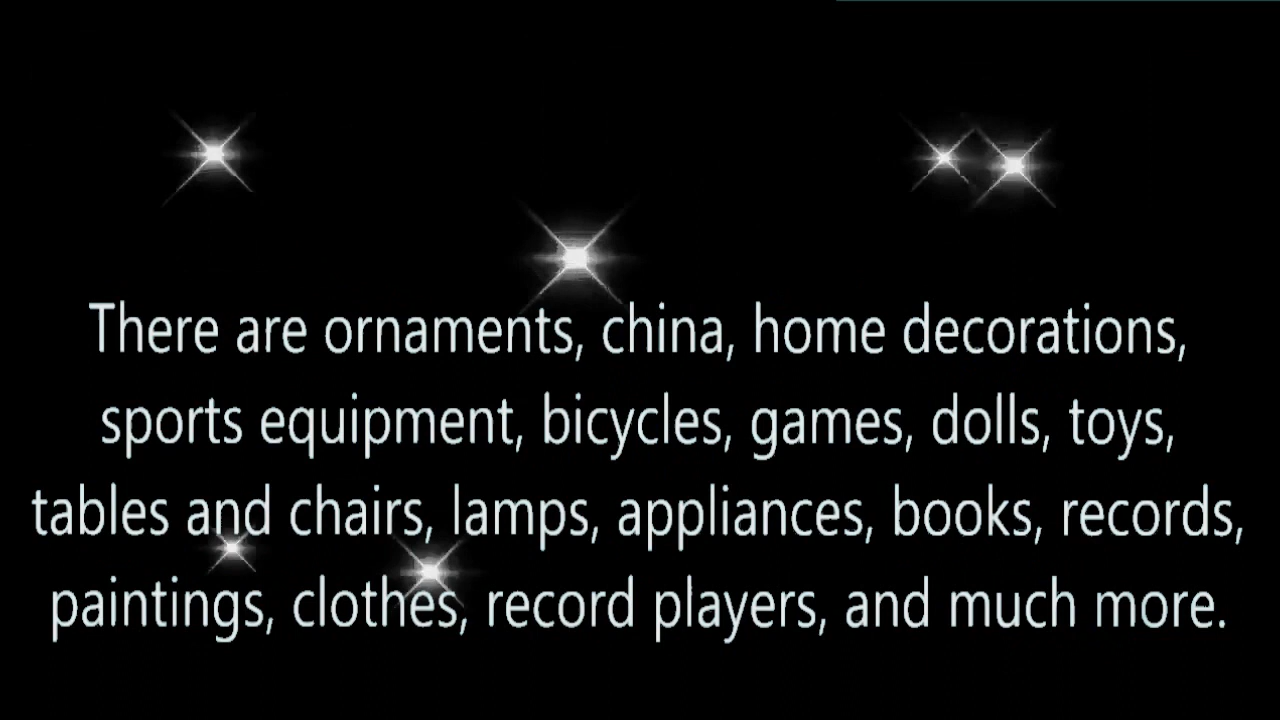 There are ornaments, china, home decorations,
sports equipment, bicycles, games, dolls, toys,
tables and chairs, lamps, appliances, books, records,
paintings, clothes, record players, and much more.